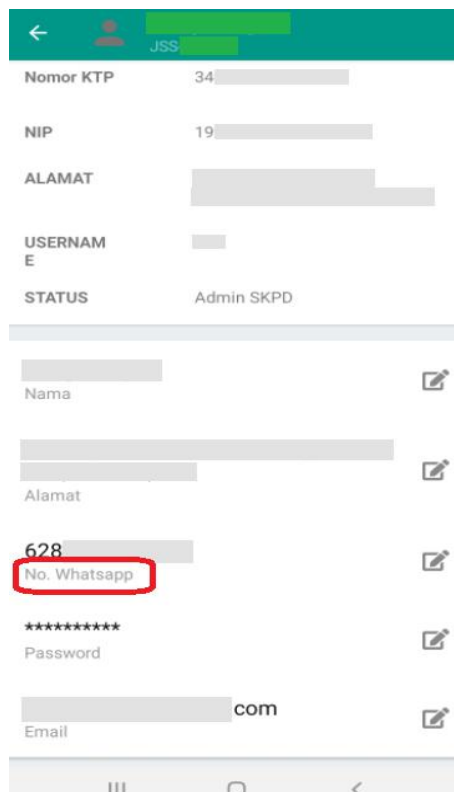 JSS-
Nomor KTP 34
NIP 19
ALAMAT
USERNAM
E
STATUS Admin SKPD
Nama
Alamat
628
No. Whatsapp
**********
Password
com
Email